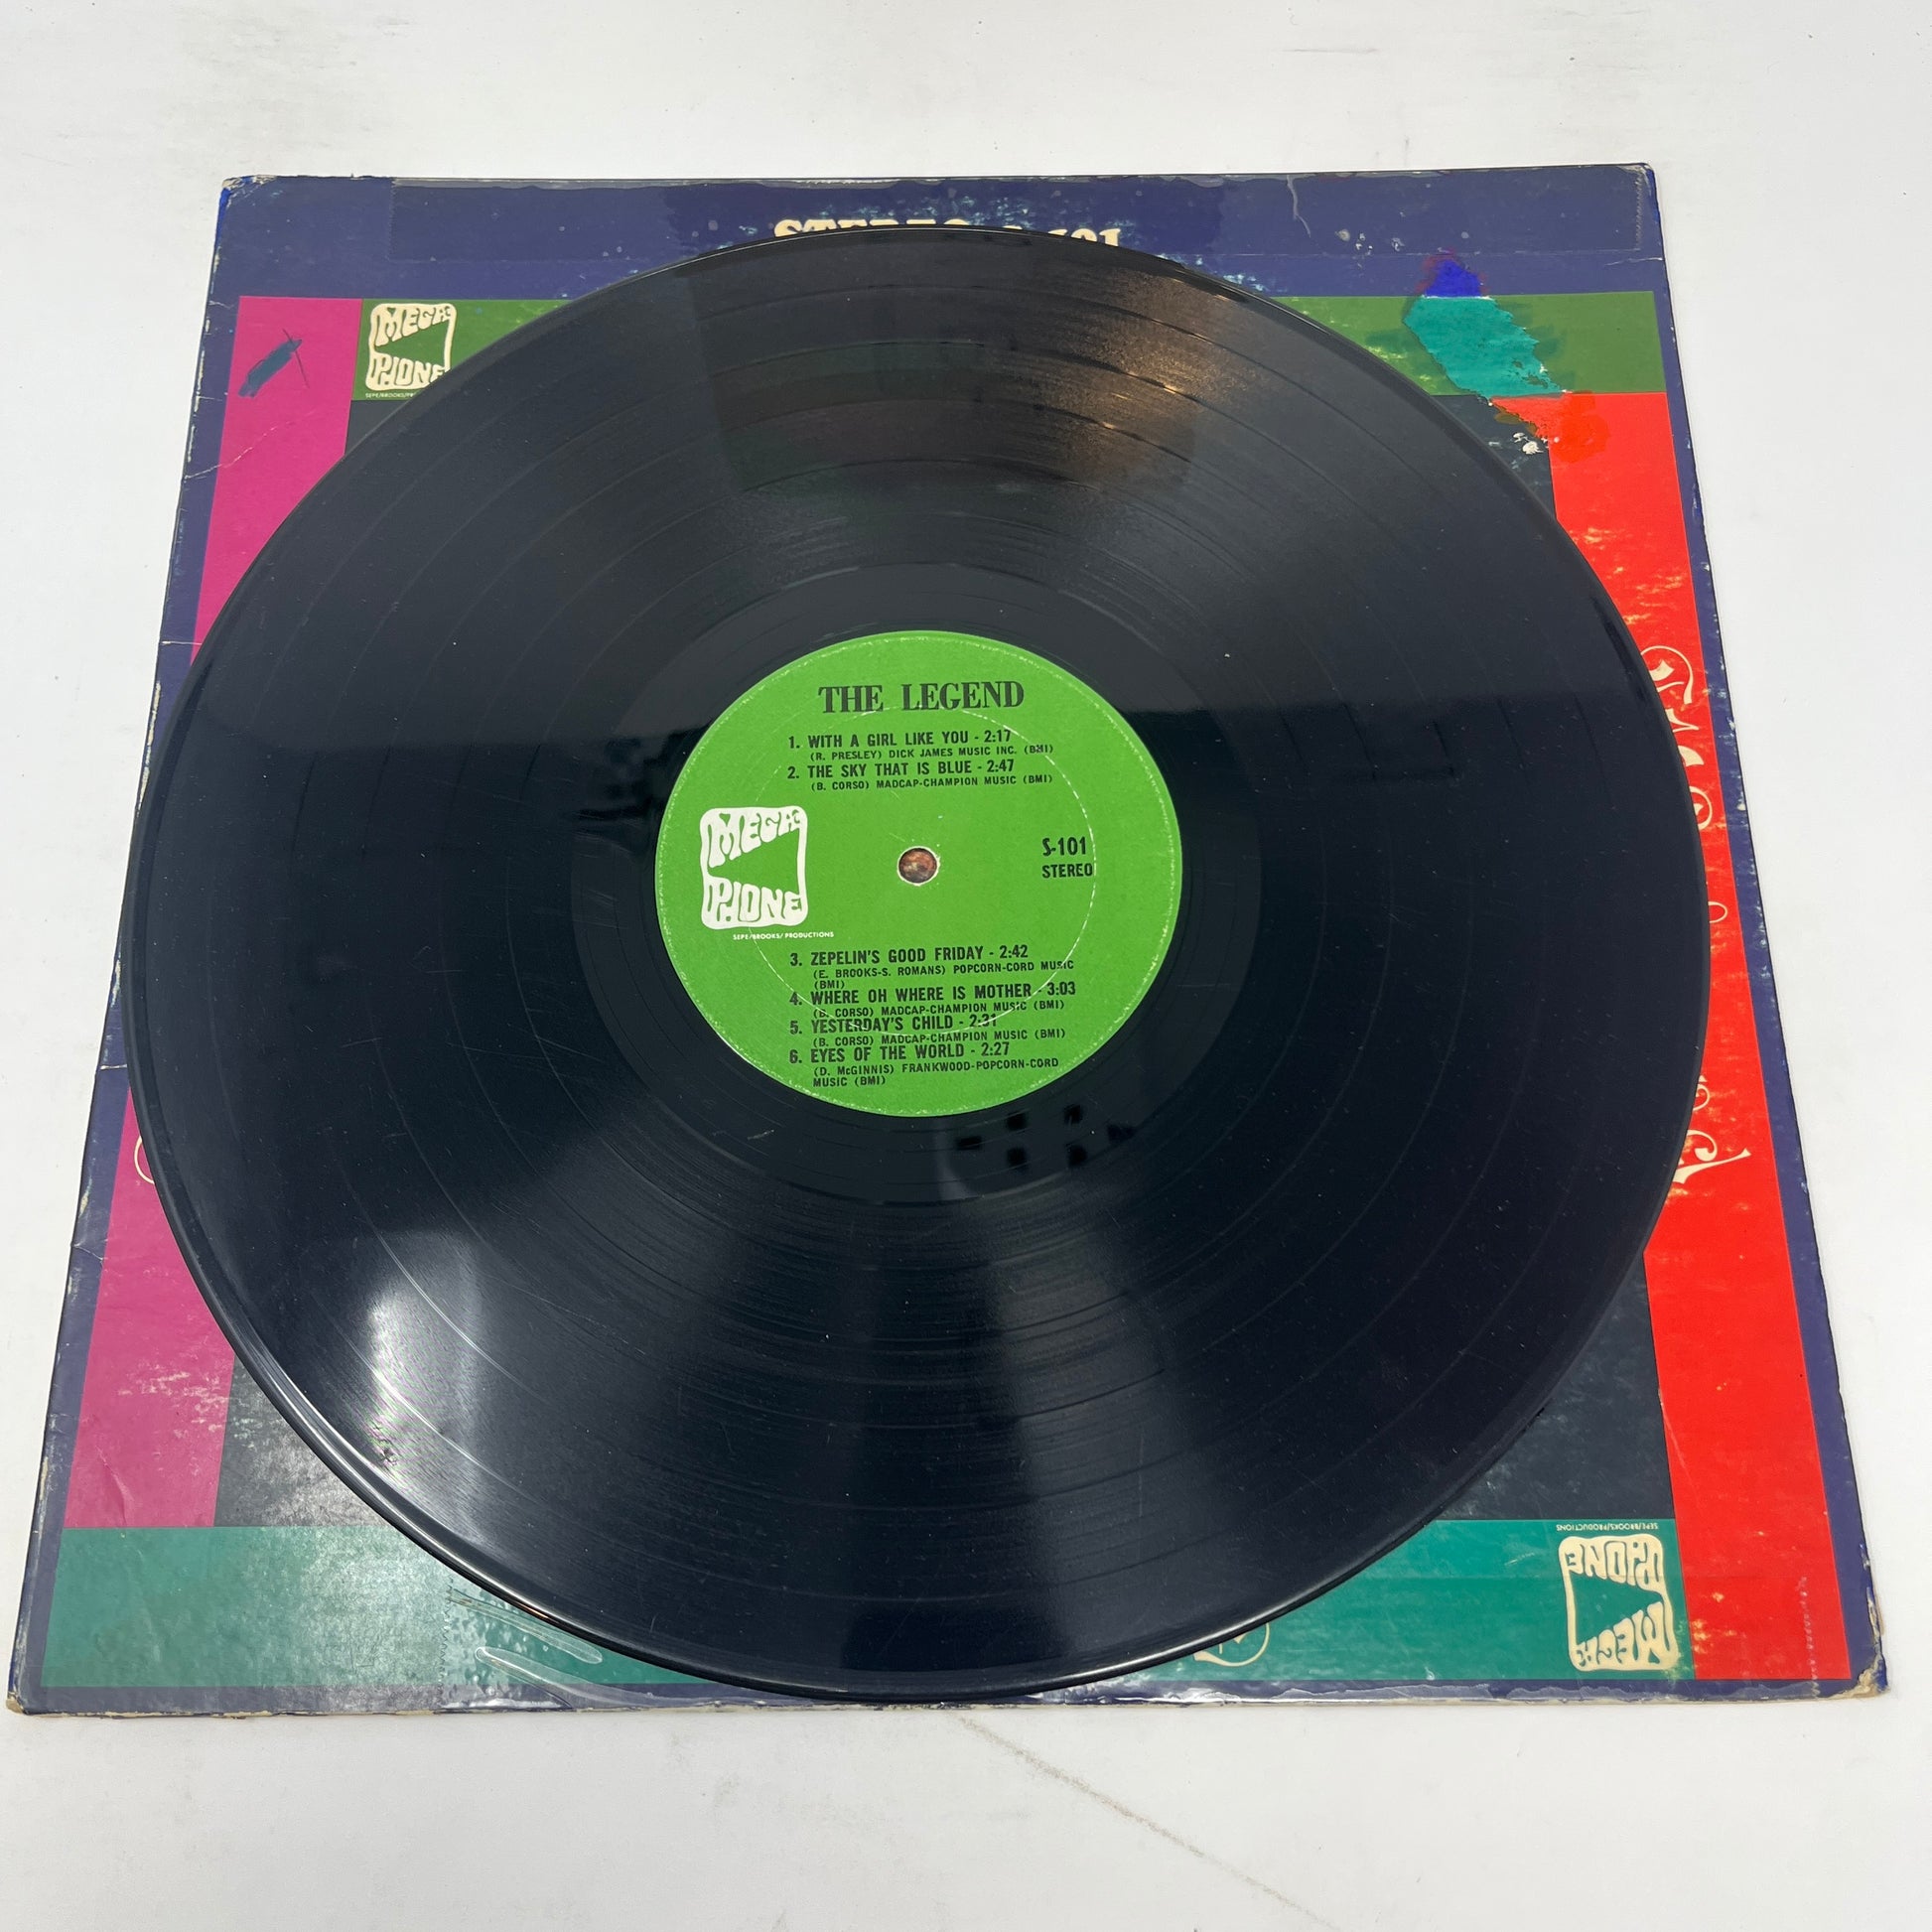 MEGA
PHONE
THE LEGEND
1. WITH A GIRL LIKE YOU - 2:17
(R. PRESLEY) DICK JAMES MUSIC INC. (BMI)
2. THE SKY THAT IS BLUE - 2:47
(B. CORSO) MADCAP-CHAMPION MUSIC (BMI)
MEGA
PHONE
SEPE/BROOKS/ PRODUCTIONS
S-101
STEREO
3. ZEPELIN'S GOOD FRIDAY - 2:42
(E. BROOKS-S. ROMANS) POPCORN-CORD MUSIC
(BMI)
4. WHERE OH WHERE IS MOTHER - 3:03
(B. CORSO) MADCAP-CHAMPION MUSIC (BMI)
5. YESTERDAY'S CHILD - 2:31
(B. CORSO) MADCAP-CHAMPION MUSIC (BMI)
6. EYES OF THE WORLD - 2:27
(D. McGINNIS) FRANKWOOD-POPCORN-CORD
MUSIC (BMI)
SEPE/BROOKS/PRODUCTIONS
MEGA
PHONE